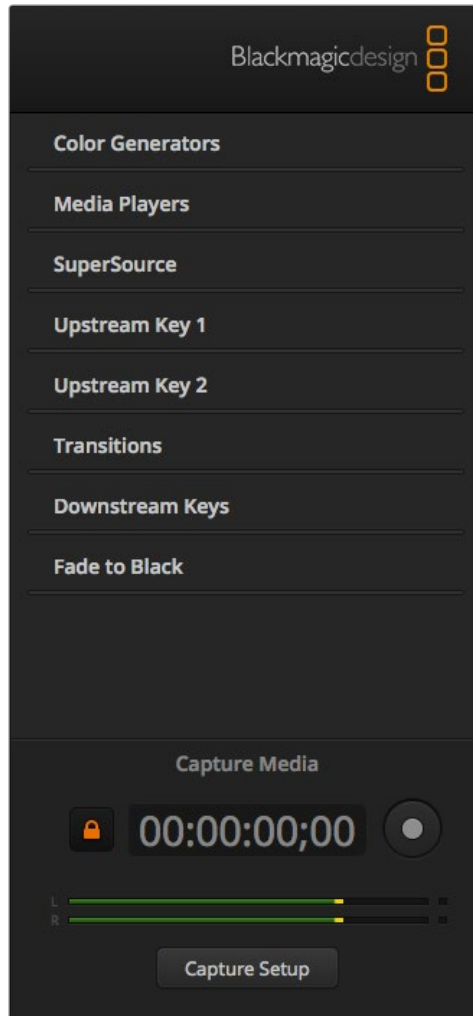 Blackmagicdesign
Color Generators
Media Players
SuperSource
Upstream Key 1
Upstream Key 2
Transitions
Downstream Keys
Fade to Black
Capture Media
00:00:00;00
L
R
Capture Setup